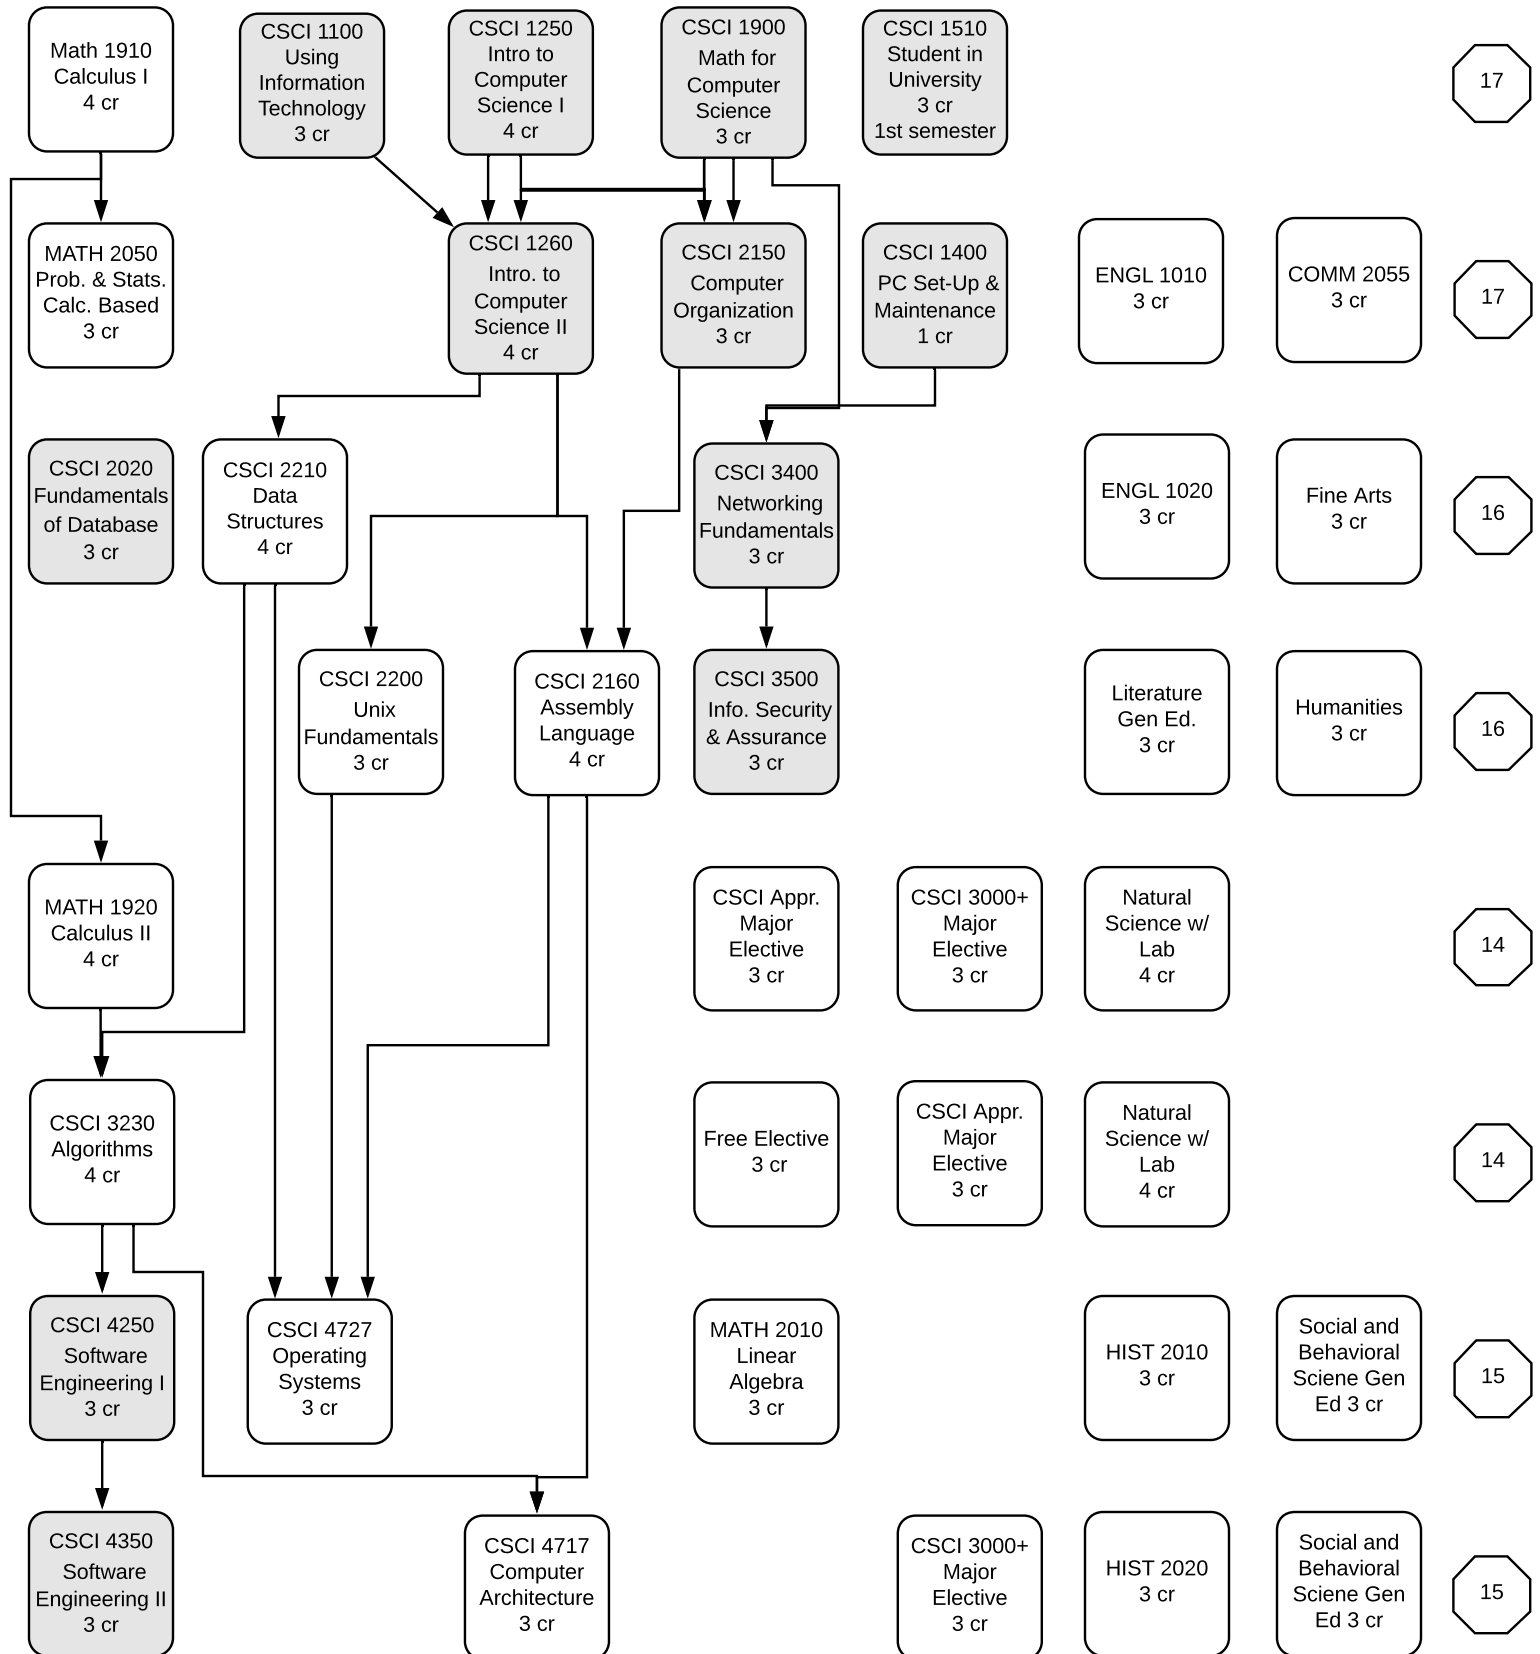 Math 1910
Calculus I
4 cr
CSCI 1100
Using
Information
Technology
3 cr
CSCI 1250
Intro to
Computer
Science I
4 cr
CSCI 1900
Math for
Computer
Science
3 cr
CSCI 1510
Student in
University
3 cr
1st semester
17
MATH 2050
Prob. & Stats.
Calc. Based
3 cr
CSCI 1260
Intro. to
Computer
Science II
4 cr
CSCI 2150
Computer
Organization
3 cr
CSCI 1400
PC Set-Up &
Maintenance
1 cr
ENGL 1010
3 cr
COMM 2055
3 cr
17
CSCI 2020
Fundamentals
of Database
3 cr
CSCI 2210
Data
Structures
4 cr
CSCI 3400
Networking
Fundamentals
3 cr
ENGL 1020
3 cr
Fine Arts
3 cr
16
CSCI 2200
Unix
Fundamentals
3 cr
CSCI 2160
Assembly
Language
4 cr
CSCI 3500
Info. Security
& Assurance
3 cr
Literature
Gen Ed.
3 cr
Humanities
3 cr
16
MATH 1920
Calculus II
4 cr
CSCI Appr.
Major
Elective
3 cr
CSCI 3000+
Major
Elective
3 cr
Natural
Science w/
Lab
4 cr
14
CSCI 3230
Algorithms
4 cr
Free Elective
3 cr
CSCI Appr.
Major
Elective
3 cr
Natural
Science w/
Lab
4 cr
14
CSCI 4250
Software
Engineering I
3 cr
CSCI 4727
Operating
Systems
3 cr
MATH 2010
Linear
Algebra
3 cr
HIST 2010
3 cr
Social and
Behavioral
Sciene Gen
Ed 3 cr
15
CSCI 4350
Software
Engineering II
3 cr
CSCI 4717
Computer
Architecture
3 cr
CSCI 3000+
Major
Elective
3 cr
HIST 2020
3 cr
Social and
Behavioral
Sciene Gen
Ed 3 cr
15